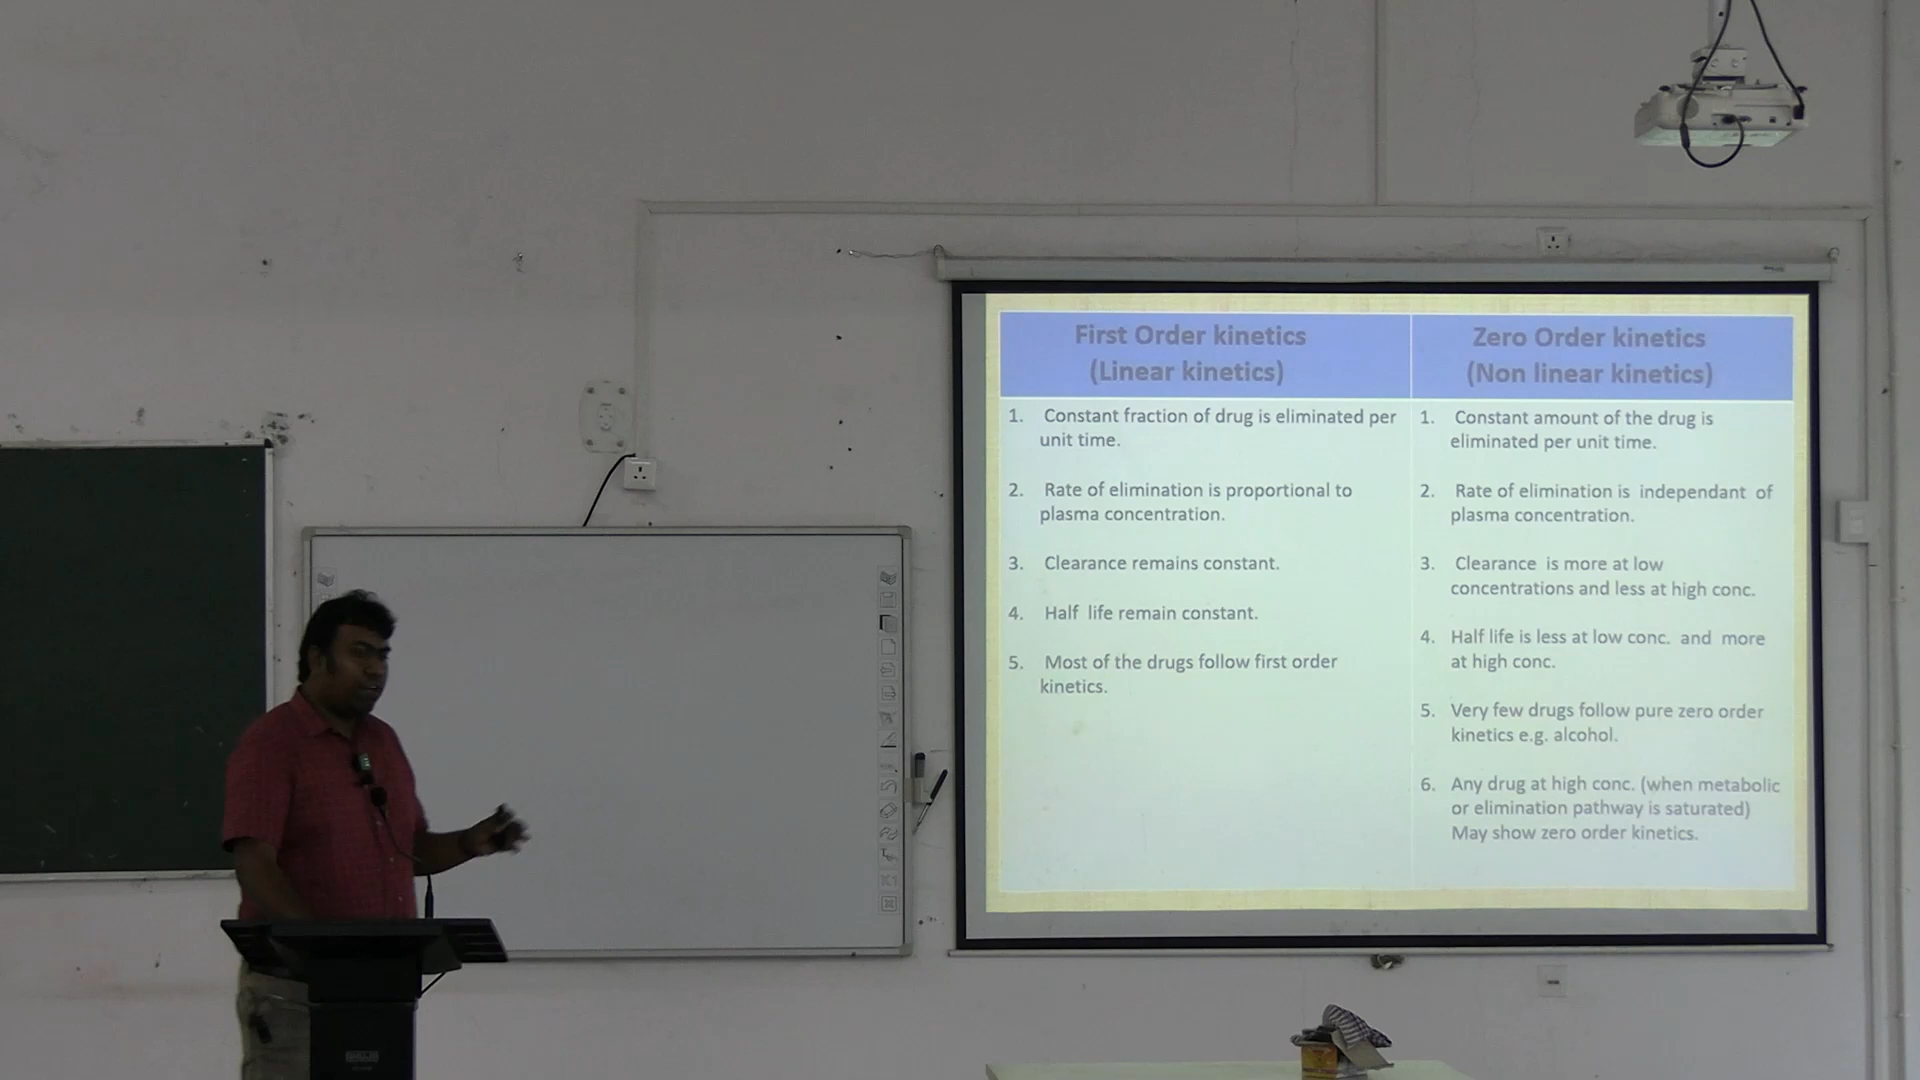 First Order kinetics
(Linear kinetics)
1. Constant fraction of drug is eliminated per
unit time.
2. Rate of elimination is proportional to
plasma concentration.
3. Clearance remains constant.
4. Half life remain constant.
5. Most of the drugs follow first order
kinetics.
Zero Order kinetics
(Non linear kinetics)
1. Constant amount of the drug is
eliminated per unit time.
2. Rate of elimination is independant of
plasma concentration.
3. Clearance is more at low
concentrations and less at high conc.
4. Half life is less at low conc. and more
at high conc.
5. Very few drugs follow pure zero order
kinetics e.g. alcohol.
6. Any drug at high conc. (when metabolic
or elimination pathway is saturated)
May show zero order kinetics.